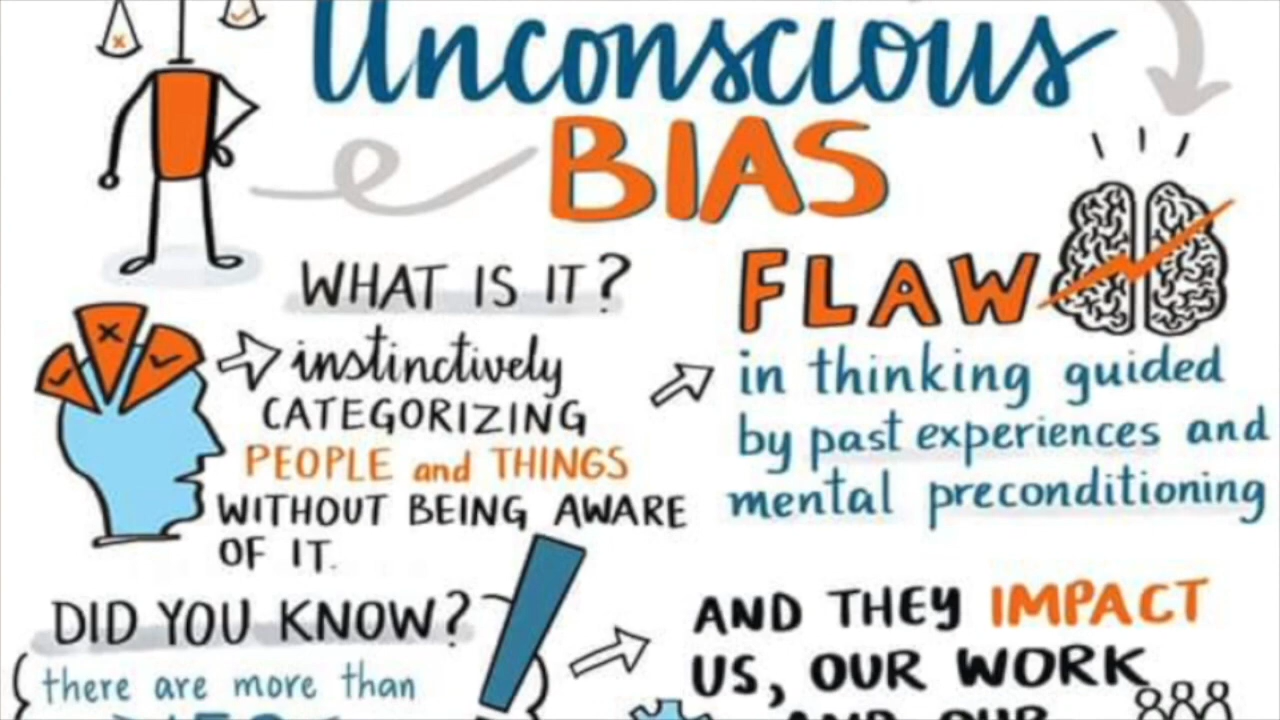 Unconscious
BIAS
WHAT IS IT?
instinctively
CATEGORIZING
PEOPLE and THINGS
WITHOUT BEING AWARE
OF IT.
FLAW
in thinking guided
by past experiences and
mental preconditioning
DID YOU KNOW?
there are more than
AND THEY IMPACT
US, OUR WORK
AND OUR